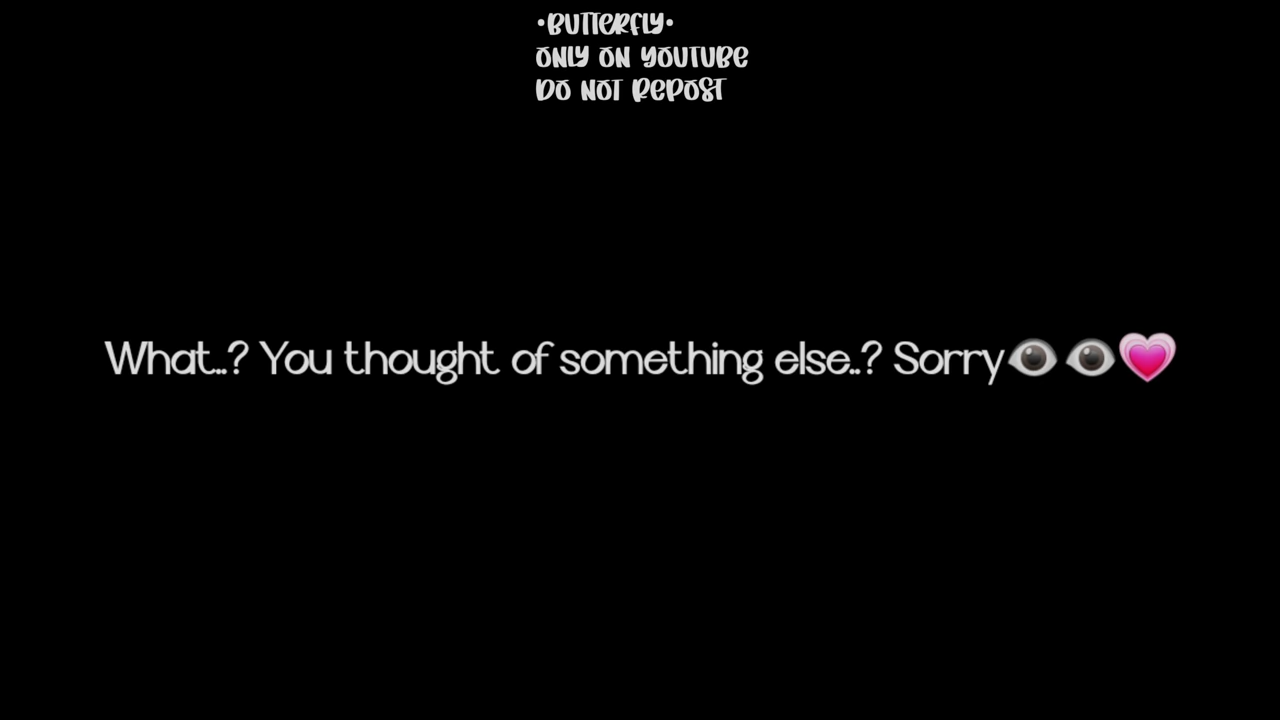 •BUTTERFLY•
ONLY ON YOUTUBE
DO NOT REPOST
What..? You thought of something else..? Sorry👁️👁️💗